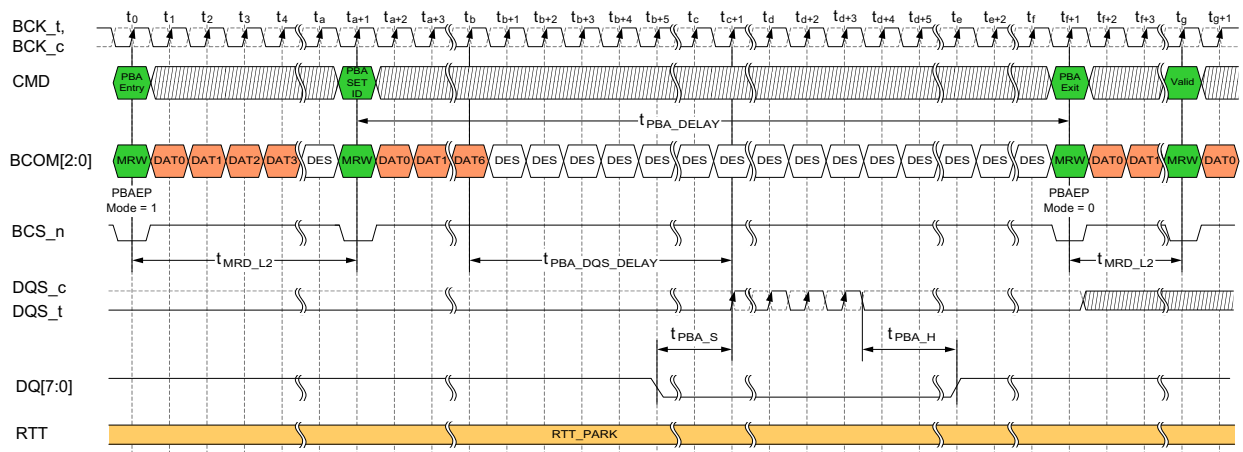 t0 t1 t2 t3 t4 ta ta+1 ta+2 ta+3 tb tb+1 tb+2 tb+3 tb+4 tb+5 tc tc+1 td td+2 td+3 td+4 td+5 te te+2 tf tf+1 tf+2 tf+3 tg tg+1
BCK_t,
BCK_c
CMD
PBA
Entry
PBA
SET
ID
PBA
Exit
Valid
tPBA_DELAY
BCOM[2:0]
MRW DAT0 DAT1 DAT2 DAT3 DES MRW DAT0 DAT1 DAT6 DES DES DES DES DES DES DES DES DES DES DES DES DES DES DES MRW DAT0 DAT1 MRW DAT0
PBAEP
Mode = 1
PBAEP
Mode = 0
BCS_n
tMRD_L2
tPBA_DQS_DELAY
tMRD_L2
DQS_c
DQS_t
tPBA_S
tPBA_H
DQ[7:0]
RTT
RTT_PARK